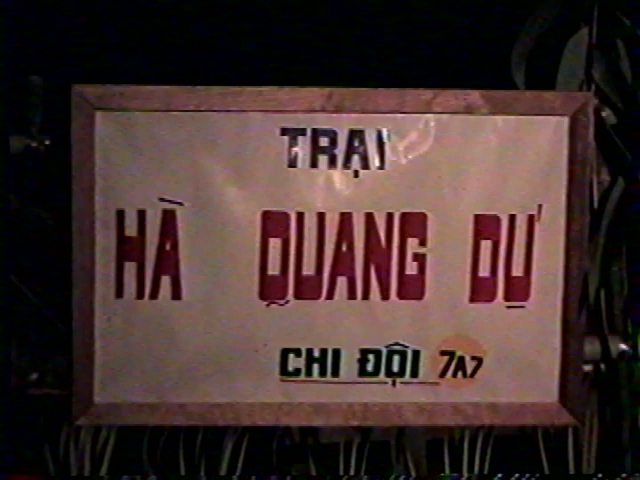 TRẠI
HÀ QUANG DỰ
CHI ĐỘI 7A7